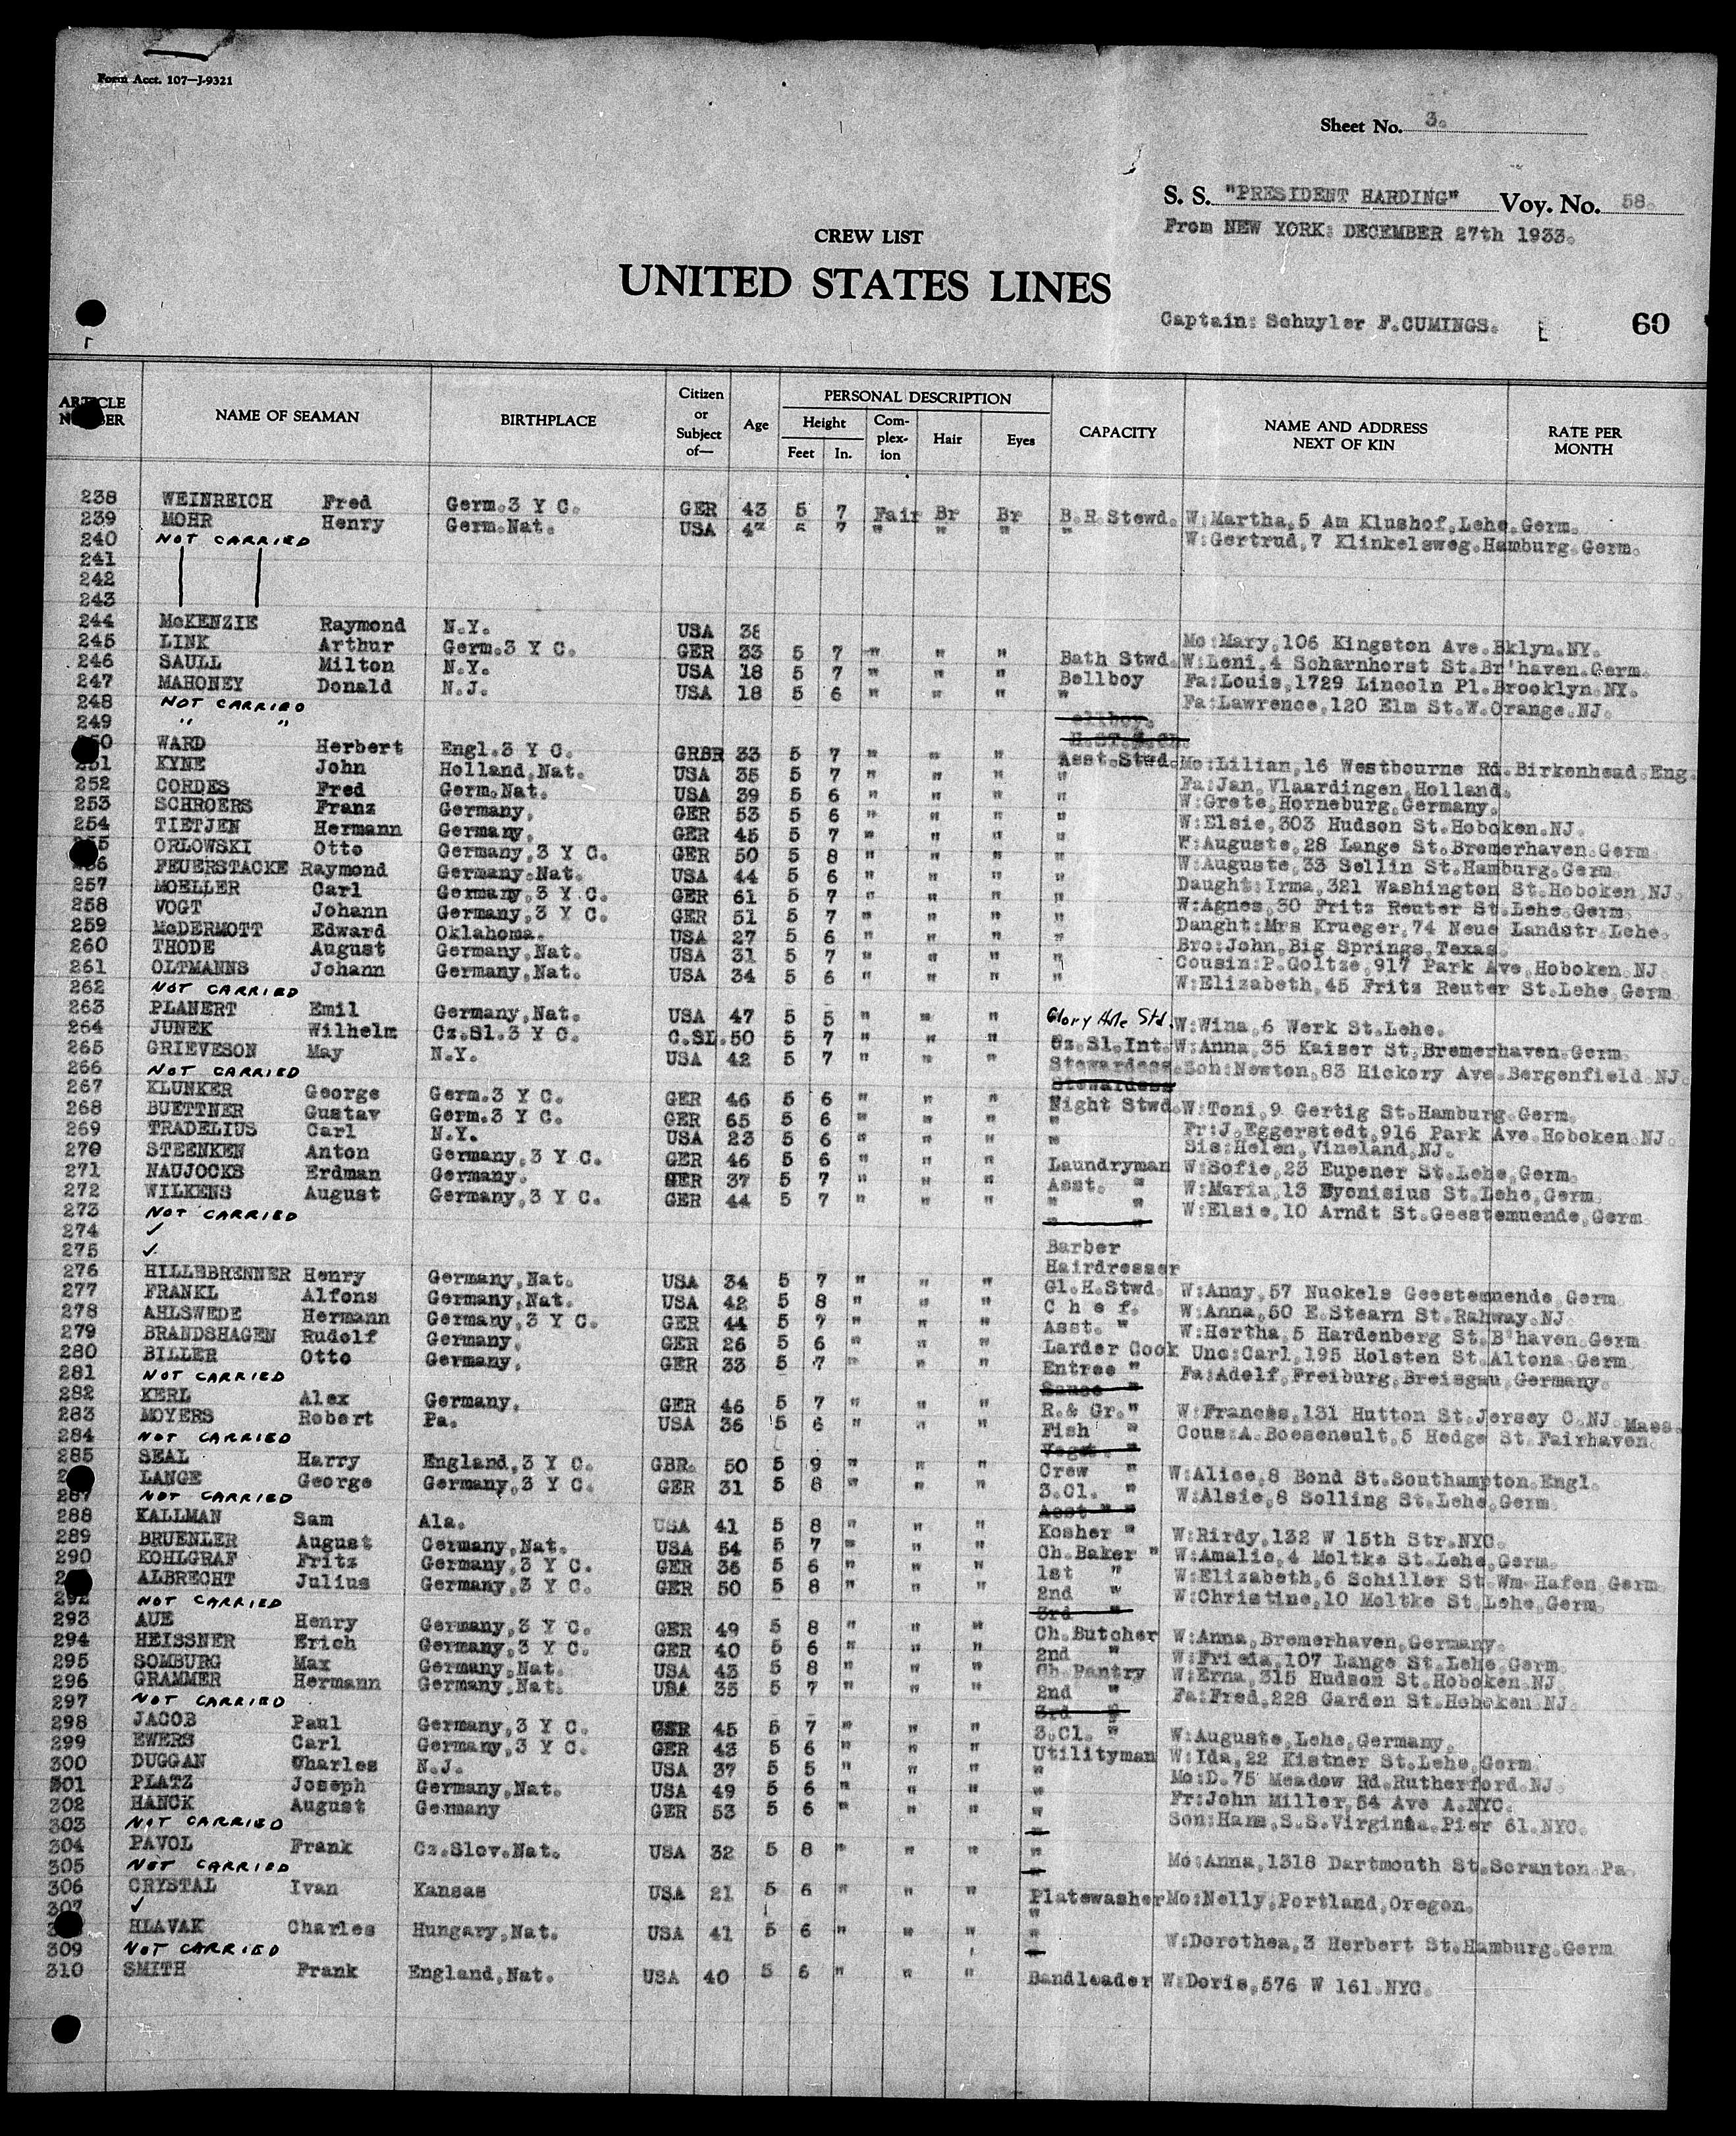 Form Acct. 107—J-9321
Sheet No. 3.
S. S. "PRESIDENT HARDING" Voy. No. 58.
From NEW YORK: DECEMBER 27th 1933.
CREW LIST
UNITED STATES LINES
Captain: Schuyler F.CUMINGS. 60
ARTICLE NUMBER NAME OF SEAMAN BIRTHPLACE Citizen or Subject of— Age PERSONAL DESCRIPTION Height Feet In. Complexion Hair Eyes CAPACITY NAME AND ADDRESS NEXT OF KIN RATE PER MONTH
238 WEINREICH Fred Germ.3 Y C. GER 43 5 7 Fair Br Br B.R.Stewd. W:Martha,5 Am Klushof,Lehe,Germ.
239 MOHR Henry Germ.Nat. USA 5 7 " " " " W:Gertrud,7 Klinkelsweg.Hamburg.Germ.
240 NOT CARRIED
241
242
243
244 McKENZIE Raymond N.Y. USA 38 Mo:Mary,106 Kingston Ave.Bklyn.NY.
245 LINK Arthur Germ.3 Y C. GER 33 5 7 " " " Bath Stwd. W:Leni,4 Scharnhorst St.Br'haven.Germ.
246 SAULL Milton N.Y. USA 18 5 7 " " " Bellboy Fa:Louis,1729 Lincoln Pl.Brooklyn.NY.
247 MAHONEY Donald N.J. USA 18 5 6 " " " " Fa:Lawrence,120 Elm St.W.Orange.NJ.
248 NOT CARRIED
249 " "
250 WARD Herbert Engl.3 Y C. GRBR 33 5 7 " " " Asst.Stwd. Mo:Lilian,16 Westbourne Rd.Birkenhead.Eng.
251 KYNE John Holland,Nat. USA 35 5 7 " " " " Fa:Jan,Vlaardingen,Holland.
252 CORDES Fred Germ.Nat. USA 39 5 6 " " " " W:Grete,Horneburg,Germany.
253 SCHROERS Franz Germany, GER 53 5 6 " " " " W:Elsie,303 Hudson St.Hoboken.NJ.
254 TIETJEN Hermann Germany, GER 45 5 7 " " " " W:Auguste,28 Lange St.Bremerhaven.Germ
255 ORLOWSKI Otto Germany,3 Y C. GER 50 5 8 " " " " W:Auguste,33 Sellin St.Hamburg.Germ
256 FEUERSTACKE Raymond Germany.Nat. USA 44 5 6 " " " " Daught:Irma,321 Washington St.Hoboken.NJ.
257 MOELLER Carl Germany,3 Y C. GER 61 5 7 " " " " W:Agnes,30 Fritz Reuter St.Lehe.Germ
258 VOGT Johann Germany,3 Y C. GER 51 5 7 " " " " Daught:Mrs Krueger,74 Neue Landstr.Lehe.
259 McDERMOTT Edward Oklahoma. USA 27 5 6 " " " " Bro:John,Big Springs,Texas.
260 THODE August Germany,Nat. USA 31 5 7 " " " " Cousin:P.Goltze,917 Park Ave.Hoboken.NJ.
261 OLTMANNS Johann Germany,Nat. USA 34 5 6 " " " " W:Elizabeth,45 Fritz Reuter St.Lehe,Germ
262 NOT CARRIED
263 PLANERT Emil Germany,Nat. USA 47 5 5 " " " Glory Hole Std. W:Wina,6 Werk St.Lehe.
264 JUNEK Wilhelm Cz.Sl.3 Y C. C.SL. 50 5 7 " " " Cz.Sl.Int. W:Anna,35 Kaiser St,Bremerhaven.Germ
265 GRIEVESON May N.Y. USA 42 5 7 " " " Stewardess. Son:Newton,83 Hickory Ave.Bergenfield.NJ.
266 NOT CARRIED Stewardess
267 KLUNKER George Germ.3 Y C. GER 46 5 6 " " " Night Stwd. W:Toni,9 Gertig St.Hamburg.Germ.
268 BUETTNER Gustav Germ.3 Y C. GER 65 5 6 " " " " Fr:J.Eggerstedt,916 Park Ave.Hoboken.NJ.
269 TRADELIUS Carl N.Y. USA 23 5 6 " " " " Sis:Helen,Vineland,NJ.
270 STEENKEN Anton Germany,3 Y C. GER 46 5 6 " " " Laundryman W:Sofie,23 Eupener St.Lehe,Germ.
271 NAUJOCKS Erdman Germany. GER 37 5 7 " " " Asst. " W:Maria,13 Dyonisius St.Lehe,Germ
272 WILKENS August Germany,3 Y C. GER 44 5 7 " " " " " W:Elsie,10 Arndt St.Geestemuende,Germ
273 NOT CARRIED " "
274 ✓ Barber
275 ✓ Hairdresser
276 HILLEBRENNER Henry Germany,Nat. USA 34 5 7 " " " Gl.H.Stwd. W:Anny,57 Nuckels Geestemuende,Germ
277 FRANKL Alfons Germany,Nat. USA 42 5 8 " " " C h e f. W:Anna,50 E.Stearn St.Rahway.NJ.
278 AHLSWEDE Hermann Germany,3 Y C. GER 44 5 7 " " " Asst. " W:Hertha,5 Hardenberg St.B'haven.Germ
279 BRANDSHAGEN Rudolf Germany, GER 26 5 6 " " " Larder Cook Unc:Carl,195 Holsten St.Altona.Germ
280 BILLER Otto Germany, GER 33 5 7 " " " Entree " Fa:Adolf,Freiburg,Breisgau,Germany.
281 NOT CARRIED Sauce "
282 KERL Alex Germany. GER 46 5 7 " " " R.& Gr." W:Frances,131 Hutton St.Jersey C.NJ
283 MOYERS Robert Pa. USA 36 5 6 " " " Fish " Cous:A.Boeseneult,5 Hedge St.Fairhaven. Mass.
284 NOT CARRIED Veget. "
285 SEAL Harry England,3 Y C. GBR. 50 5 9 " " " Crew " W:Alice,8 Bond St.Southampton.Engl.
286 LANGE George Germany,3 Y C. GER 31 5 8 " " " 3.Cl. " W:Alsie,8 Solling St.Lehe,Germ
287 NOT CARRIED Asst " "
288 KALLMAN Sam Ala. USA 41 5 8 " " " Kosher " W:Rirdy,132 W 15th Str.NYC.
289 BRUENLER August Germany,Nat. USA 54 5 7 " " " Ch.Baker " W:Amalie,4 Moltke St.Lehe,Germ.
290 KOHLGRAF Fritz Germany,3 Y C. GER 36 5 6 " " " 1st " W:Elizabeth,6 Schiller St.Wm-Hafen.Germ
291 ALBRECHT Julius Germany,3 Y C. GER 50 5 8 " " " 2nd " W:Christine,10 Moltke St.Lehe,Germ
292 NOT CARRIED 3rd "
293 AUE Henry Germany,3 Y C. GER 49 5 8 " " " Ch.Butcher W:Anna,Bremerhaven,Germany.
294 HEISSNER Erich Germany,3 Y C. GER 40 5 6 " " " 2nd " W:Frieia,107 Lange St.Lehe,Germ
295 SOMBURG Max Germany,Nat. USA 43 5 8 " " " Ch.Pantry W:Erna,315 Hudson St.Hoboken.NJ
296 GRAMMER Hermann Germany,Nat. USA 35 5 7 " " " 2nd " Fa:Fred,228 Garden St.Hoboken.NJ.
297 NOT CARRIED 3rd "
298 JACOB Paul Germany,3 Y C. GER 45 5 7 " " " 3.Cl. " W:Auguste,Lehe,Germany.
299 EWERS Carl Germany,3 Y C. GER 43 5 6 " " " Utilityman W:Ida,22 Kistner St.Lehe,Germ
300 DUGGAN Charles N.J. USA 37 5 5 " " " " Mo:D.75 Meadow Rd.Rutherford.NJ
301 PLATZ Joseph Germany,Nat. USA 49 5 6 " " " " Fr:John Miller,54 Ave A.NYC.
302 HANCK August Germany GER 53 5 6 " " " " Son:Hans,S.S.Virginia.Pier 61.NYC.
303 NOT CARRIED "
304 PAVOL Frank Cz.Slov.Nat. USA 32 5 8 " " " " Mo:Anna,1318 Dartmouth St.Scranton.Pa
305 NOT CARRIED "
306 CRYSTAL Ivan Kansas USA 21 5 6 " " " Platewasher Mo:Nelly,Portland,Oregon.
307 ✓ "
HLAVAK Charles Hungary,Nat. USA 41 5 6 " " " " W:Dorothea,3 Herbert St.Hamburg.Germ
309 NOT CARRIED "
310 SMITH Frank England,Nat. USA 40 5 6 " " " Bandleader W:Doris,576 W 161.NYC.